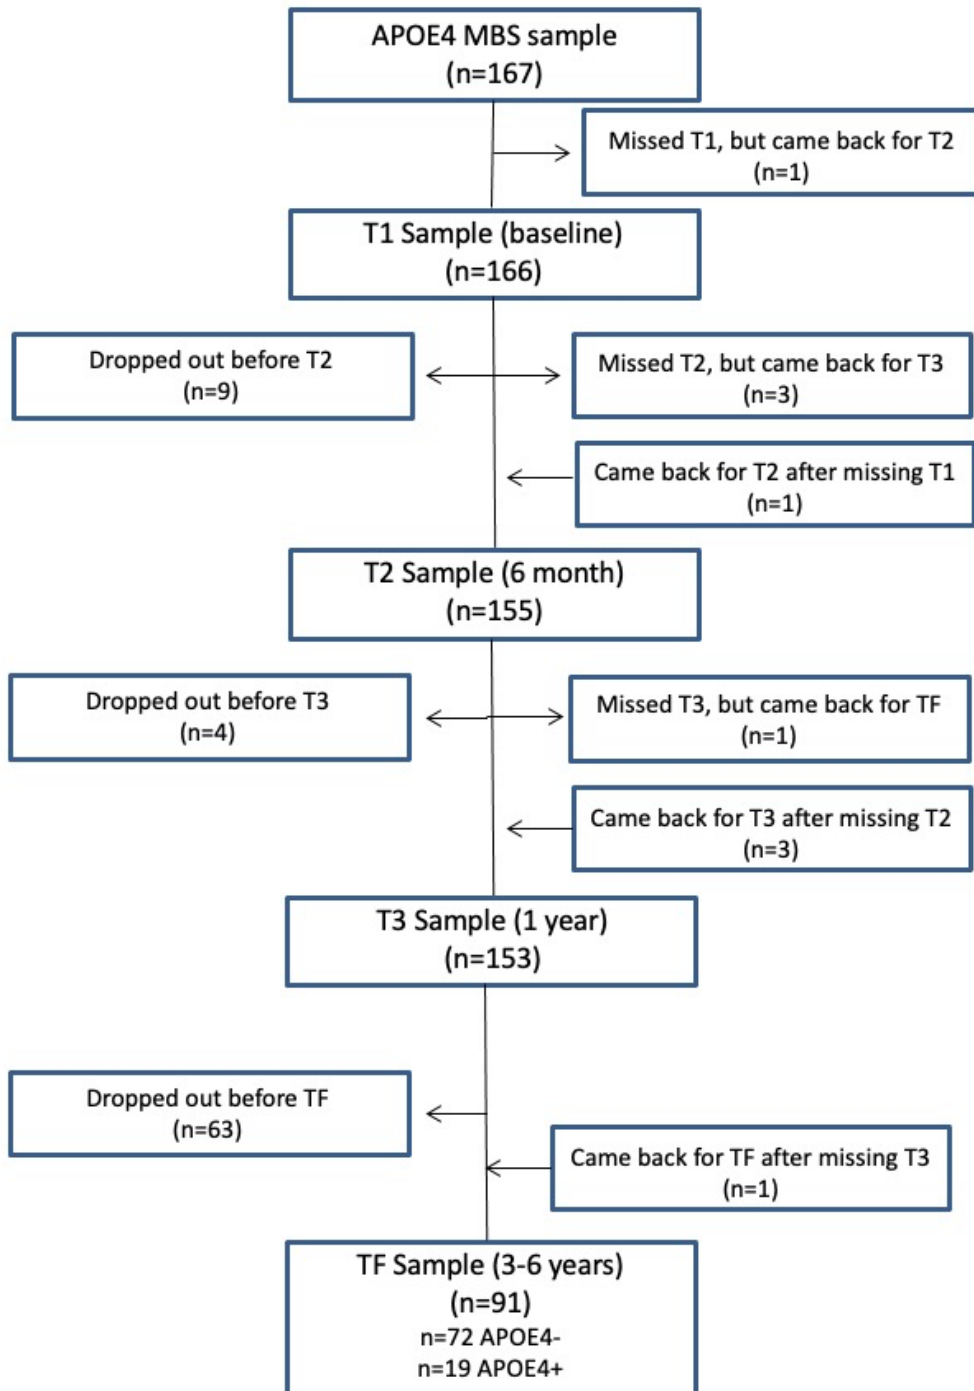 APOE4 MBS sample
(n=167)
Missed T1, but came back for T2
(n=1)
T1 Sample (baseline)
(n=166)
Dropped out before T2
(n=9)
Missed T2, but came back for T3
(n=3)
Came back for T2 after missing T1
(n=1)
T2 Sample (6 month)
(n=155)
Dropped out before T3
(n=4)
Missed T3, but came back for TF
(n=1)
Came back for T3 after missing T2
(n=3)
T3 Sample (1 year)
(n=153)
Dropped out before TF
(n=63)
Came back for TF after missing T3
(n=1)
TF Sample (3-6 years)
(n=91)
n=72 APOE4-
n=19 APOE4+